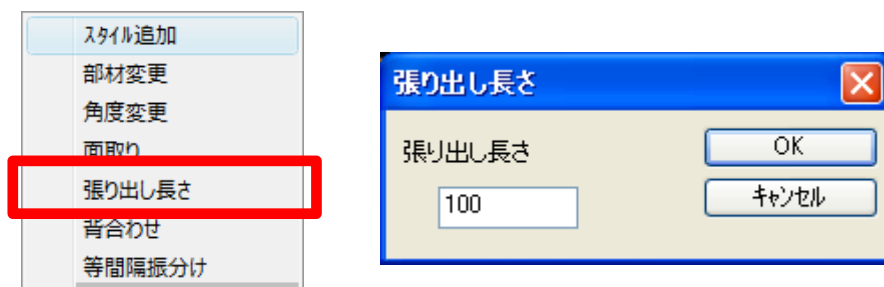 スタイル追加
部材変更
角度変更
面取り
張り出し長さ
背合わせ
等間隔振分け
張り出し長さ
張り出し長さ
100
OK
キャンセル